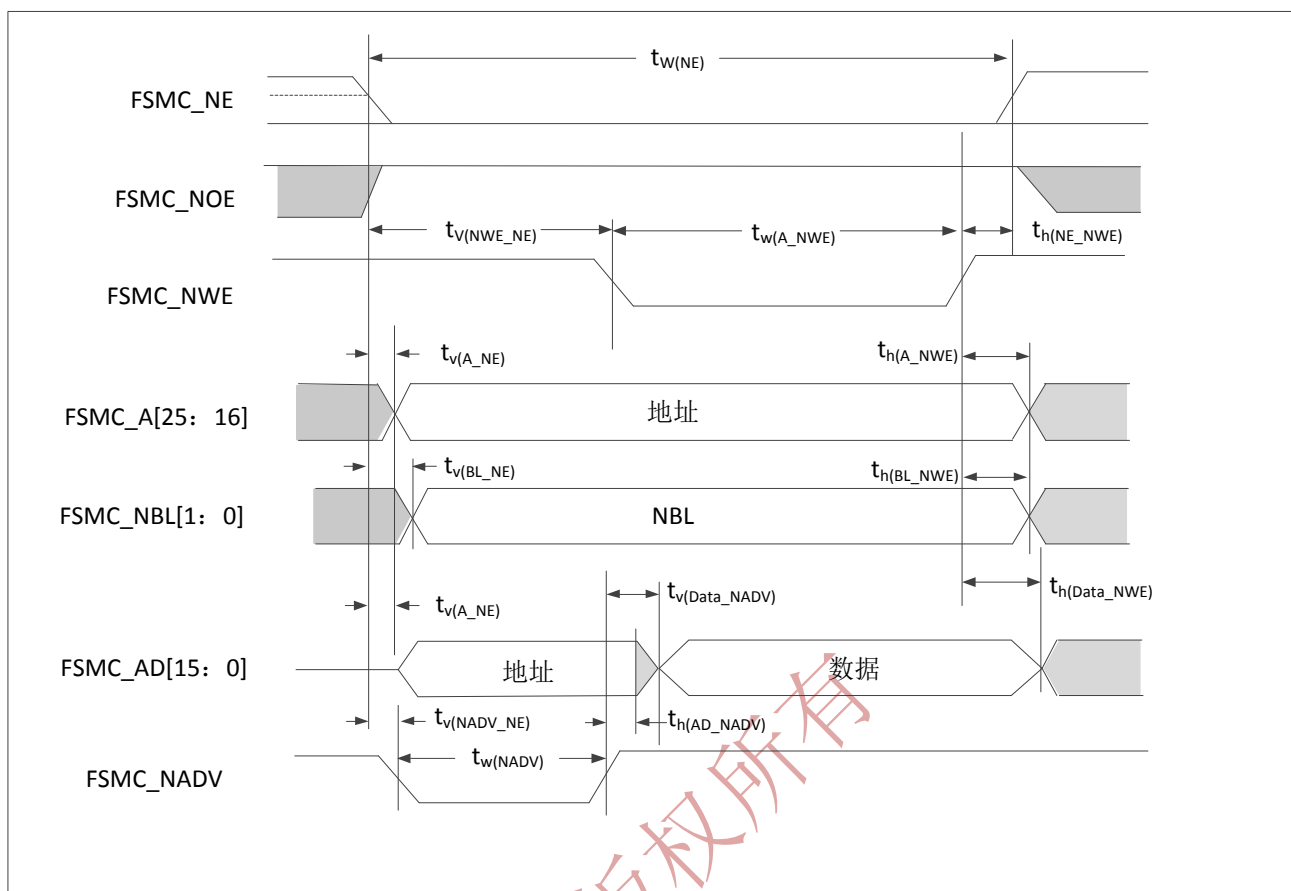 tW(NE)
FSMC_NE
FSMC_NOE
tV(NWE_NE)
tw(A_NWE)
th(NE_NWE)
FSMC_NWE
tv(A_NE)
th(A_NWE)
FSMC_A[25：16]
地址
tv(BL_NE)
th(BL_NWE)
FSMC_NBL[1：0]
NBL
tv(A_NE)
tv(Data_NADV)
th(Data_NWE)
FSMC_AD[15：0]
地址
数据
tv(NADV_NE)
th(AD_NADV)
tw(NADV)
FSMC_NADV
版权所有